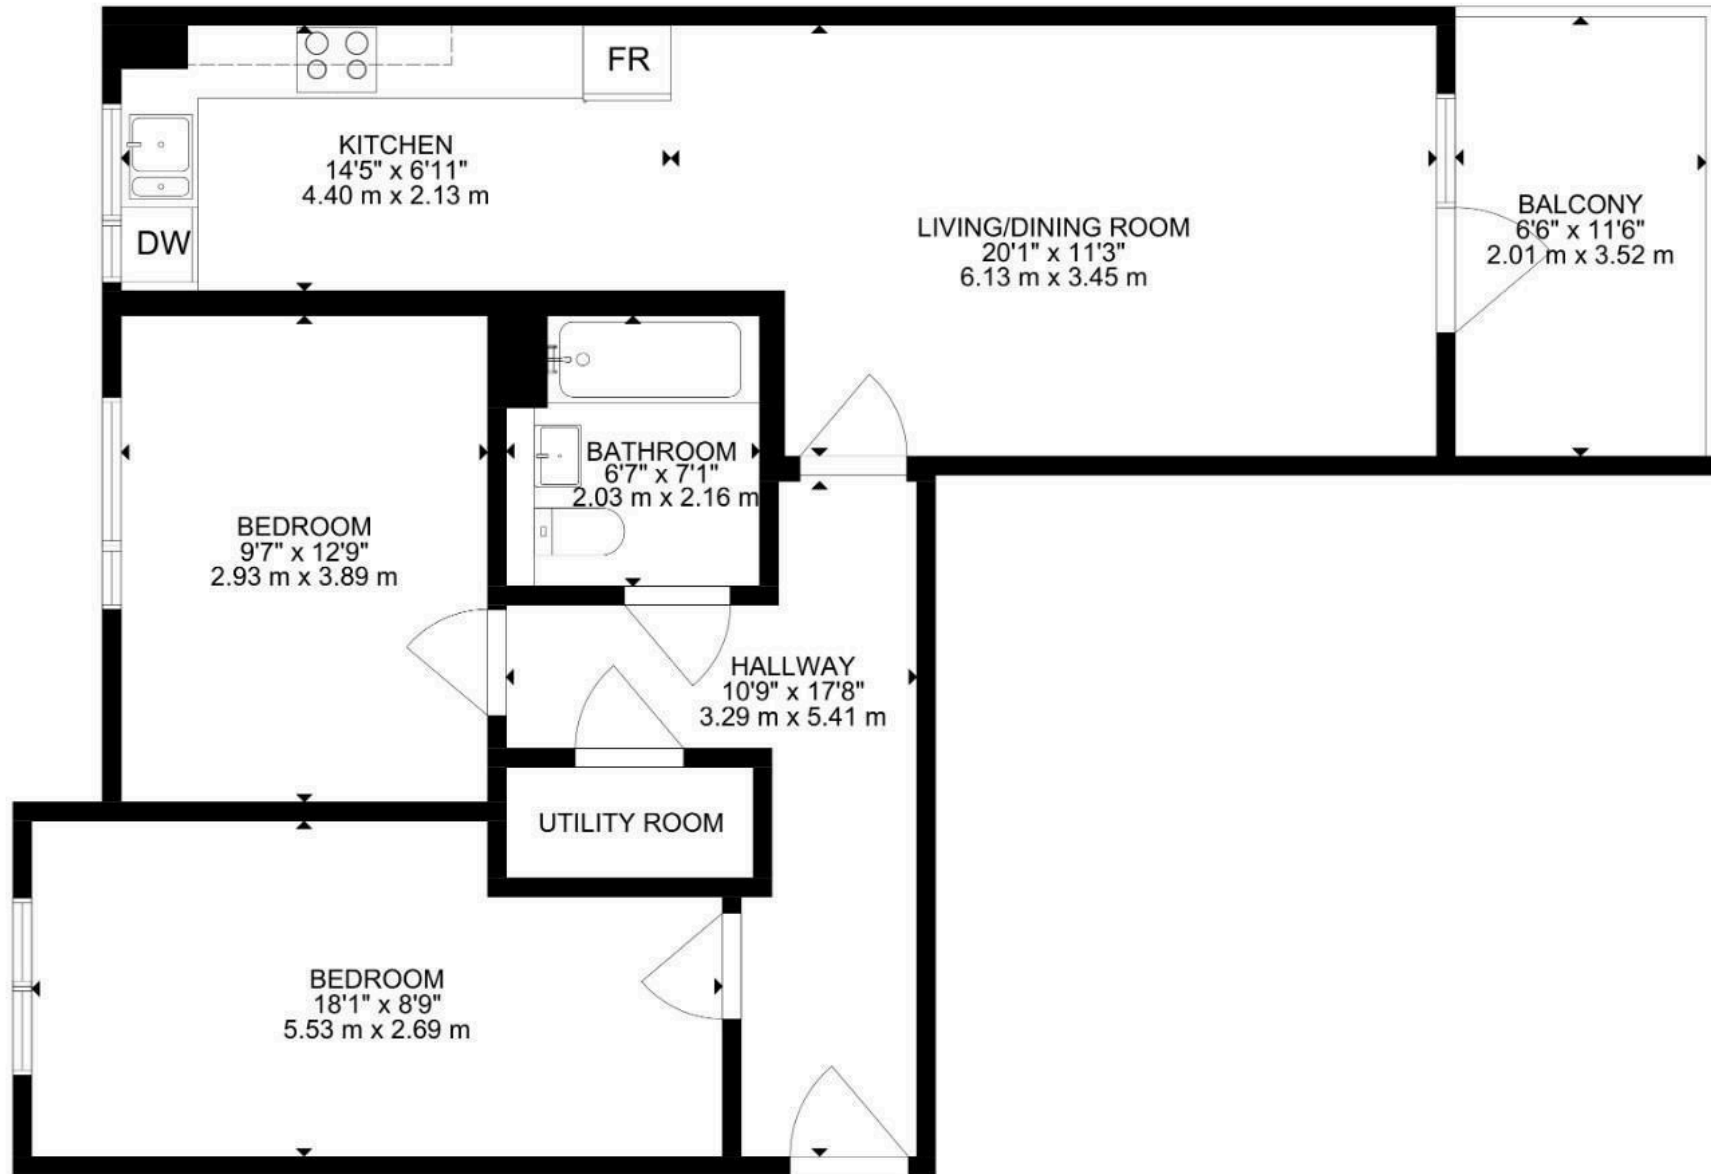 FR
KITCHEN
14'5" x 6'11"
4.40 m x 2.13 m
DW
LIVING/DINING ROOM
20'1" x 11'3"
6.13 m x 3.45 m
BALCONY
6'6" x 11'6"
2.01 m x 3.52 m
BATHROOM
6'7" x 7'1"
2.03 m x 2.16 m
BEDROOM
9'7" x 12'9"
2.93 m x 3.89 m
HALLWAY
10'9" x 17'8"
3.29 m x 5.41 m
UTILITY ROOM
BEDROOM
18'1" x 8'9"
5.53 m x 2.69 m